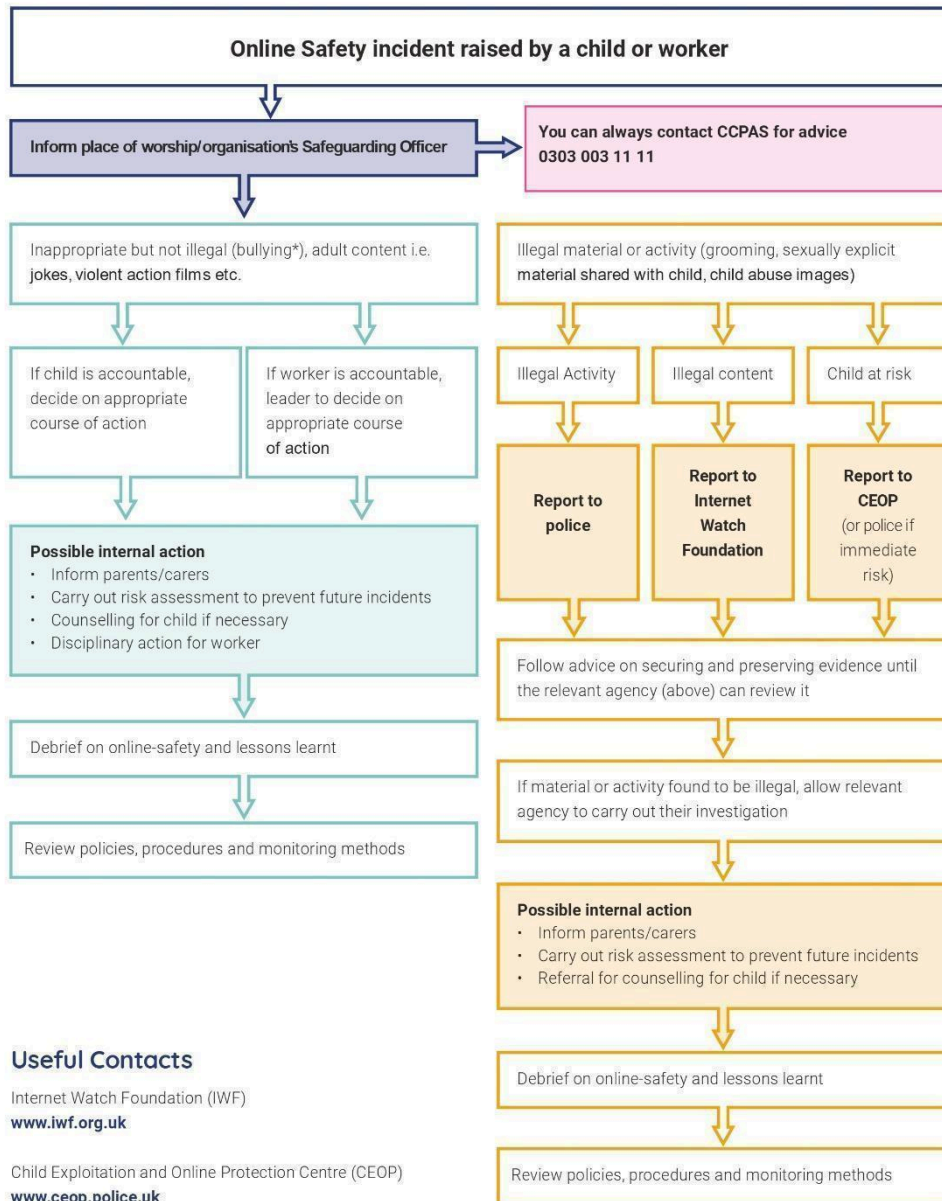 Online Safety incident raised by a child or worker
Inform place of worship/organisation's Safeguarding Officer
You can always contact CCPAS for advice
0303 003 11 11
Inappropriate but not illegal (bullying*), adult content i.e.
jokes, violent action films etc.
If child is accountable,
decide on appropriate
course of action
If worker is accountable,
leader to decide on
appropriate course
of action
Possible internal action
• Inform parents/carers
• Carry out risk assessment to prevent future incidents
• Counselling for child if necessary
• Disciplinary action for worker
Debrief on online-safety and lessons learnt
Review policies, procedures and monitoring methods
Illegal material or activity (grooming, sexually explicit
material shared with child, child abuse images)
Illegal Activity
Illegal content
Child at risk
Report to
police
Report to
Internet
Watch
Foundation
Report to
CEOP
(or police if
immediate
risk)
Follow advice on securing and preserving evidence until
the relevant agency (above) can review it
If material or activity found to be illegal, allow relevant
agency to carry out their investigation
Possible internal action
• Inform parents/carers
• Carry out risk assessment to prevent future incidents
• Referral for counselling for child if necessary
Debrief on online-safety and lessons learnt
Review policies, procedures and monitoring methods
Useful Contacts
Internet Watch Foundation (IWF)
www.iwf.org.uk
Child Exploitation and Online Protection Centre (CEOP)
www.ceop.police.uk